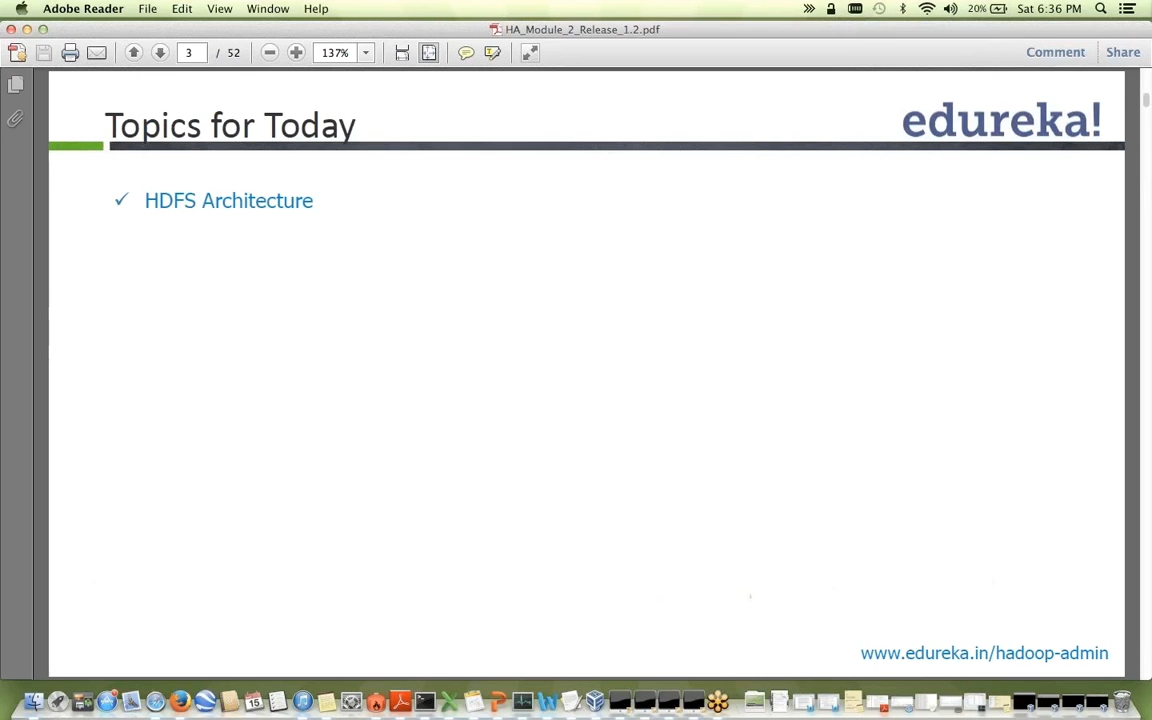 Adobe Reader File Edit View Window Help 20% Sat 6:36 PM
HA_Module_2_Release_1.2.pdf
3 / 52 137% Comment Share
Topics for Today
edureka!
✓ HDFS Architecture
www.edureka.in/hadoop-admin
15